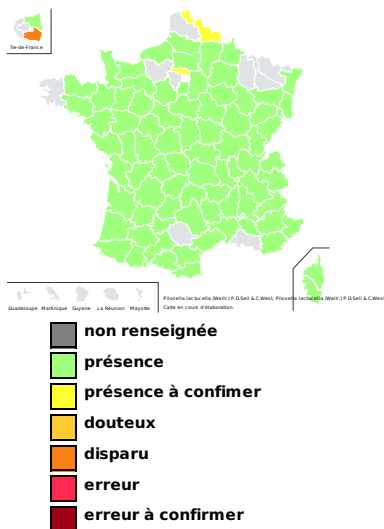 Île-de-France
Guadeloupe Martinique Guyane La Réunion Mayotte
Pilosella lactucella (Wallr.) P.D.Sell & C.West, Pilosella lactucella (Wallr.) P.D.Sell & C.West
Carte en cours d'élaboration.
non renseignée
présence
présence à confimer
douteux
disparu
erreur
erreur à confirmer